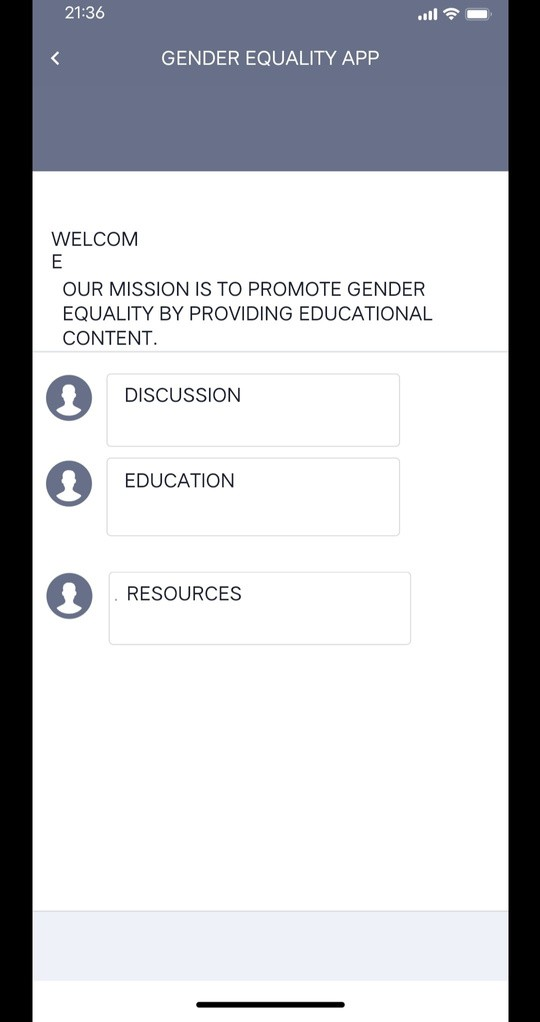 21:36
GENDER EQUALITY APP
WELCOM
E
OUR MISSION IS TO PROMOTE GENDER
EQUALITY BY PROVIDING EDUCATIONAL
CONTENT.
DISCUSSION
EDUCATION
. RESOURCES